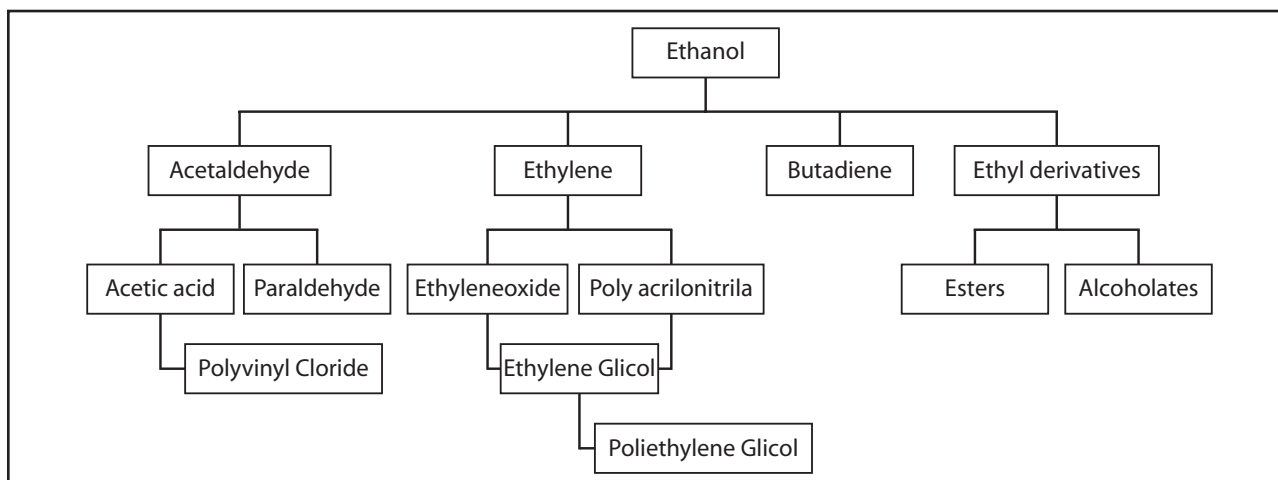 Ethanol
Acetaldehyde
Ethylene
Butadiene
Ethyl derivatives
Acetic acid
Paraldehyde
Ethyleneoxide
Poly acrilonitrila
Esters
Alcoholates
Polyvinyl Cloride
Ethylene Glicol
Poliethylene Glicol